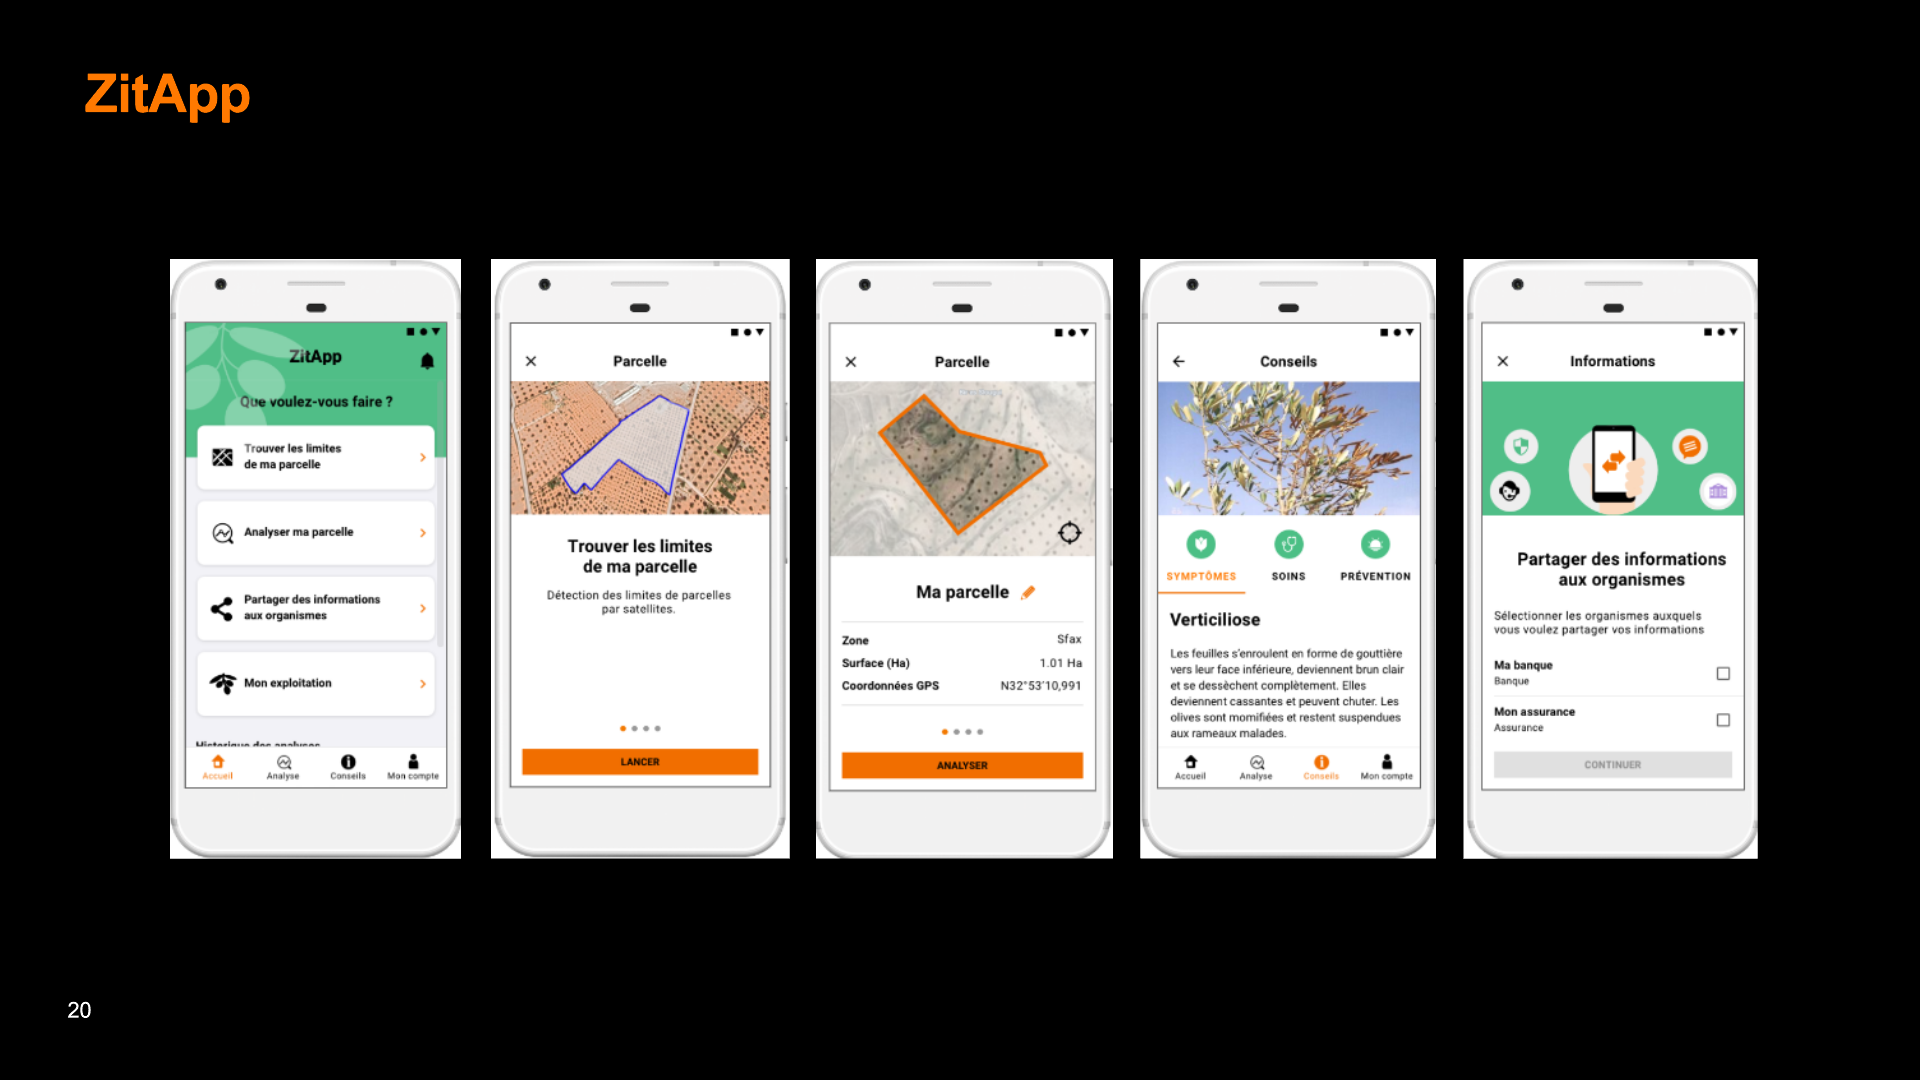 ZitApp
ZitApp
Que voulez-vous faire ?
Trouver les limites
de ma parcelle
Analyser ma parcelle
Partager des informations
aux organismes
Mon exploitation
Historique des analyses
Accueil
Analyse
Conseils
Mon compte
Parcelle
Trouver les limites
de ma parcelle
Détection des limites de parcelles
par satellites.
LANCER
Parcelle
Ma parcelle
Zone Sfax
Surface (Ha) 1.01 Ha
Coordonnées GPS N32°53'10,991
ANALYSER
Conseils
SYMPTÔMES
SOINS
PRÉVENTION
Verticiliose
Les feuilles s'enroulent en forme de gouttière
vers leur face inférieure, deviennent brun clair
et se dessèchent complètement. Elles
deviennent cassantes et peuvent chuter. Les
olives sont momifiées et restent suspendues
aux rameaux malades.
Accueil
Analyse
Conseils
Mon compte
Informations
Partager des informations
aux organismes
Sélectionner les organismes auxquels
vous voulez partager vos informations
Ma banque
Banque
Mon assurance
Assurance
CONTINUER
20